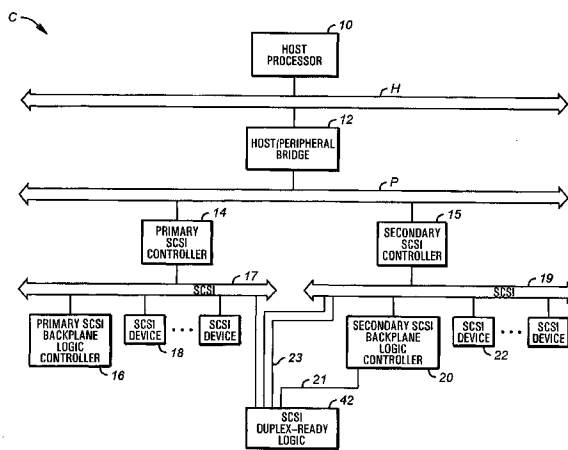 C
10
HOST
PROCESSOR
H
12
HOST/PERIPHERAL
BRIDGE
P
14
PRIMARY
SCSI
CONTROLLER
15
SECONDARY
SCSI
CONTROLLER
17
SCSI
19
SCSI
PRIMARY SCSI
BACKPLANE
LOGIC
CONTROLLER
16
SCSI
DEVICE
18
SCSI
DEVICE
23
SECONDARY SCSI
BACKPLANE LOGIC
CONTROLLER
20
SCSI
DEVICE
22
SCSI
DEVICE
21
42
SCSI
DUPLEX-READY
LOGIC